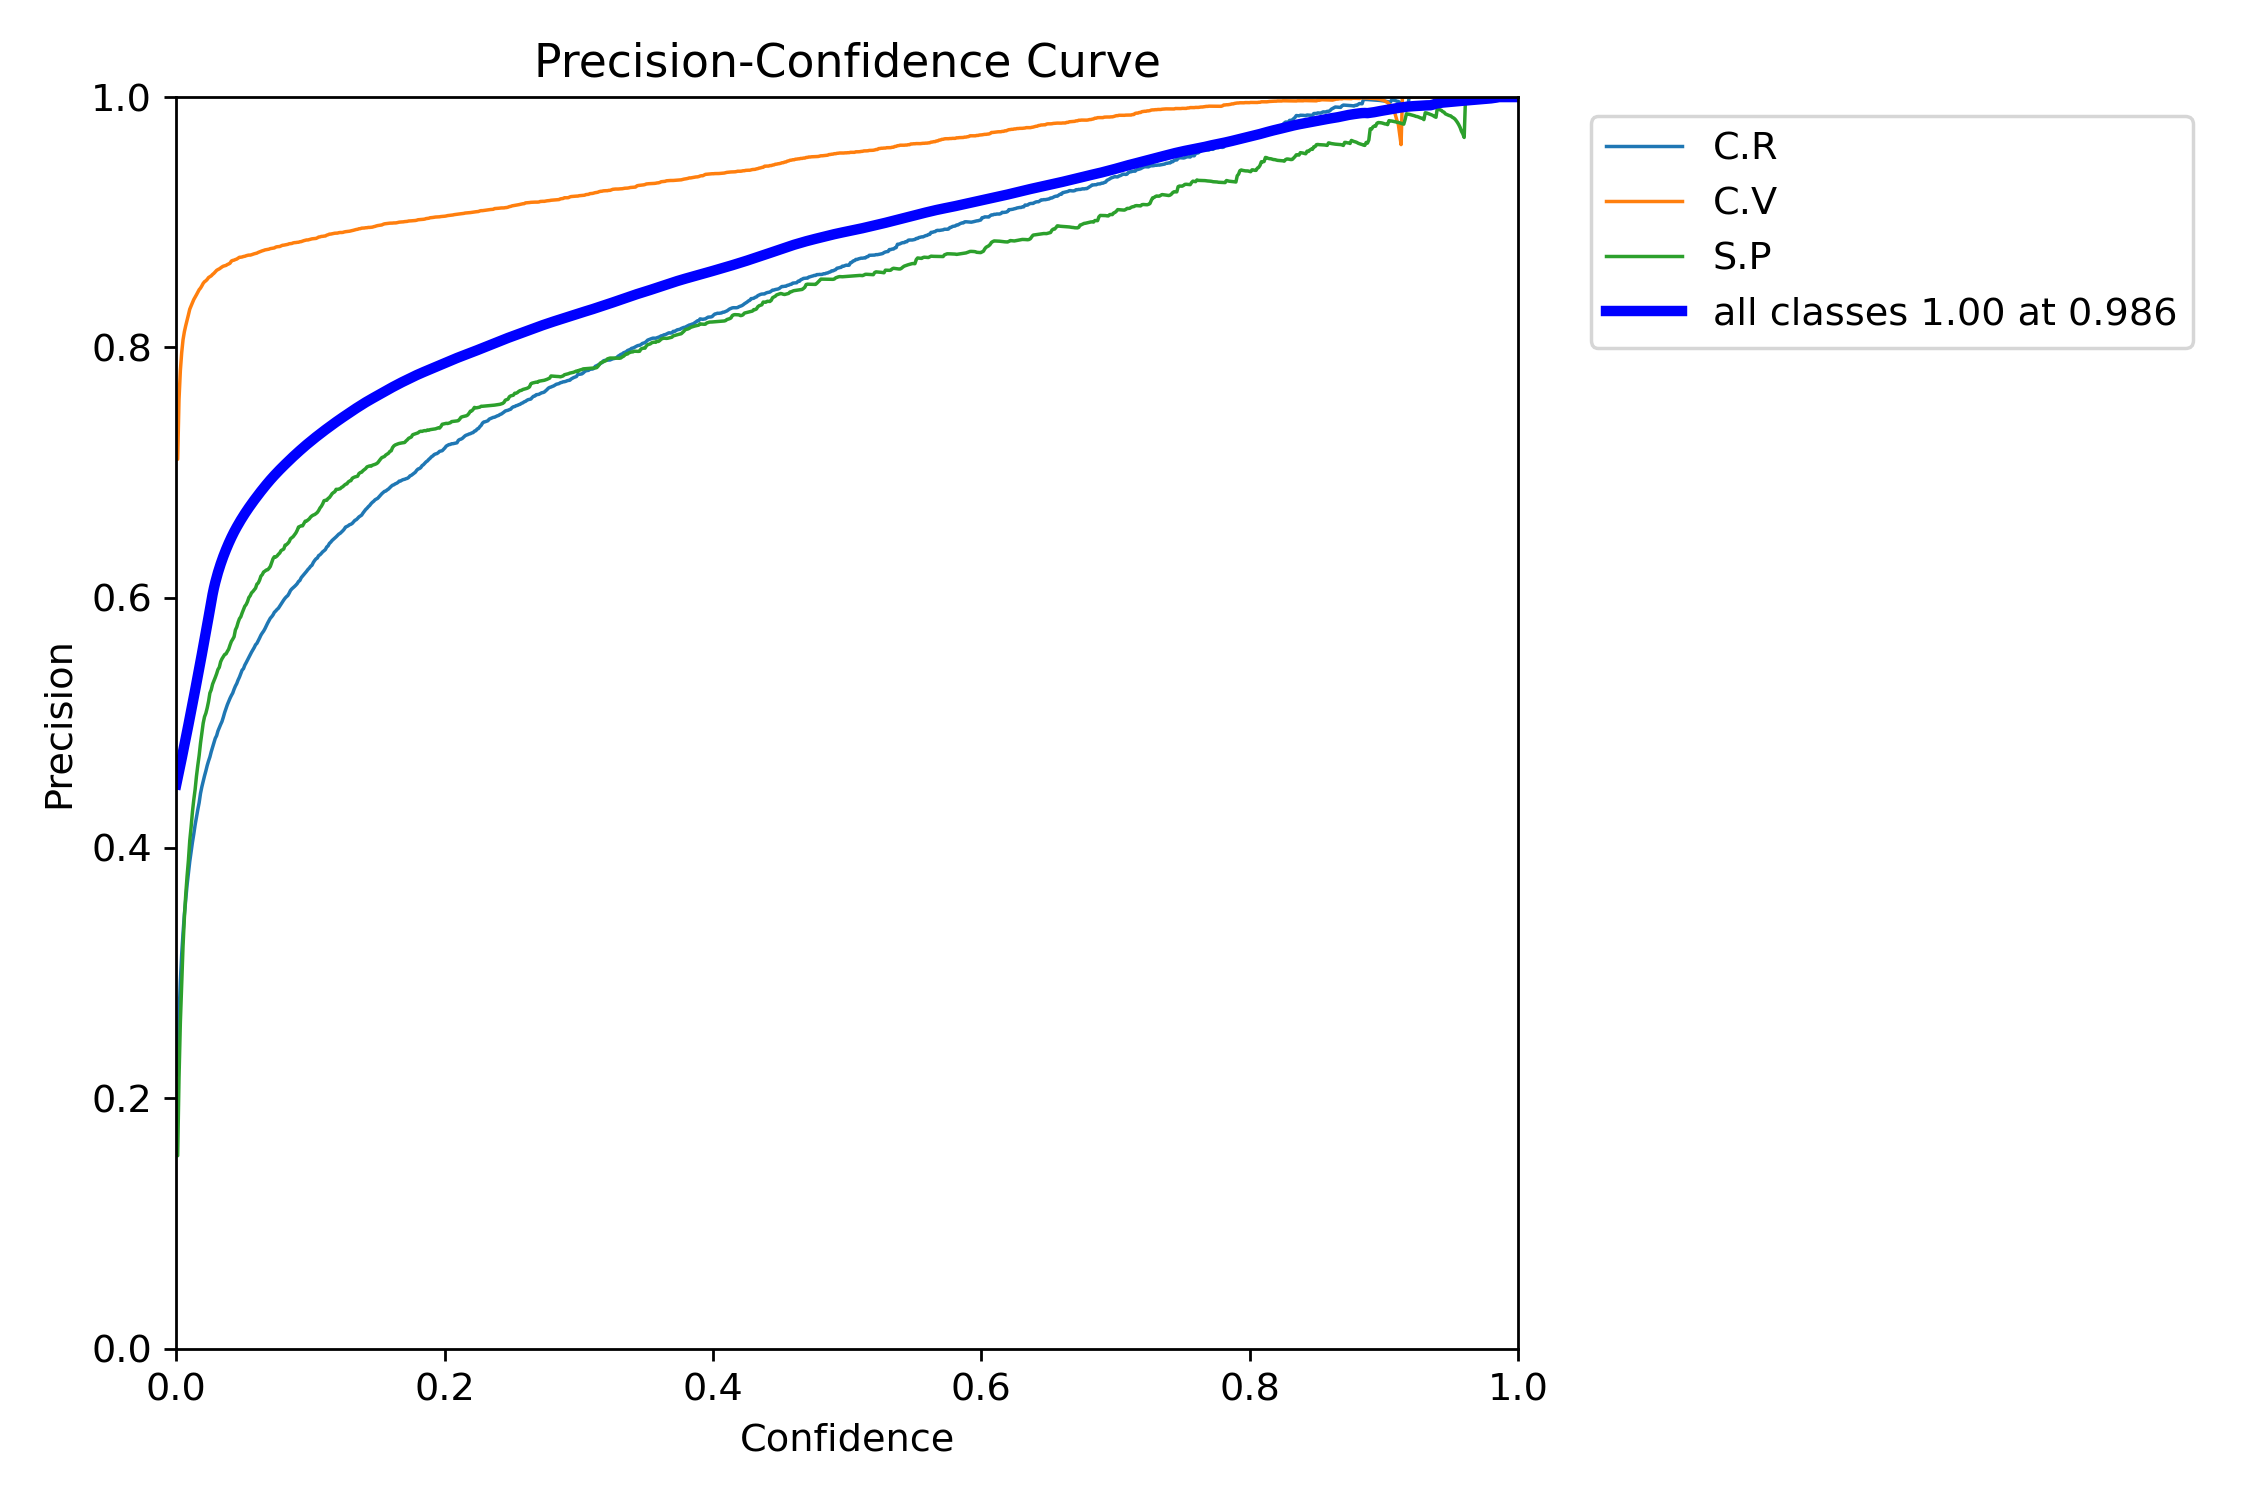 Precision-Confidence Curve
1.0
0.8
0.6
0.4
0.2
0.0
Precision
0.0 0.2 0.4 0.6 0.8 1.0
Confidence
C.R
C.V
S.P
all classes 1.00 at 0.986